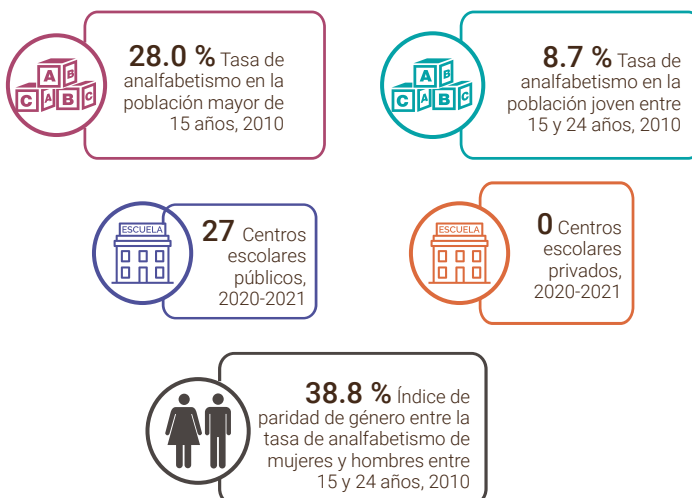 28.0 % Tasa de
analfabetismo en la
población mayor de
15 años, 2010
A B
C A B C
8.7 % Tasa de
analfabetismo en la
población joven entre
15 y 24 años, 2010
A B
C A B C
ESCUELA
27 Centros
escolares
públicos,
2020-2021
ESCUELA
0 Centros
escolares
privados,
2020-2021
38.8 % Índice de
paridad de género entre la
tasa de analfabetismo de
mujeres y hombres entre
15 y 24 años, 2010